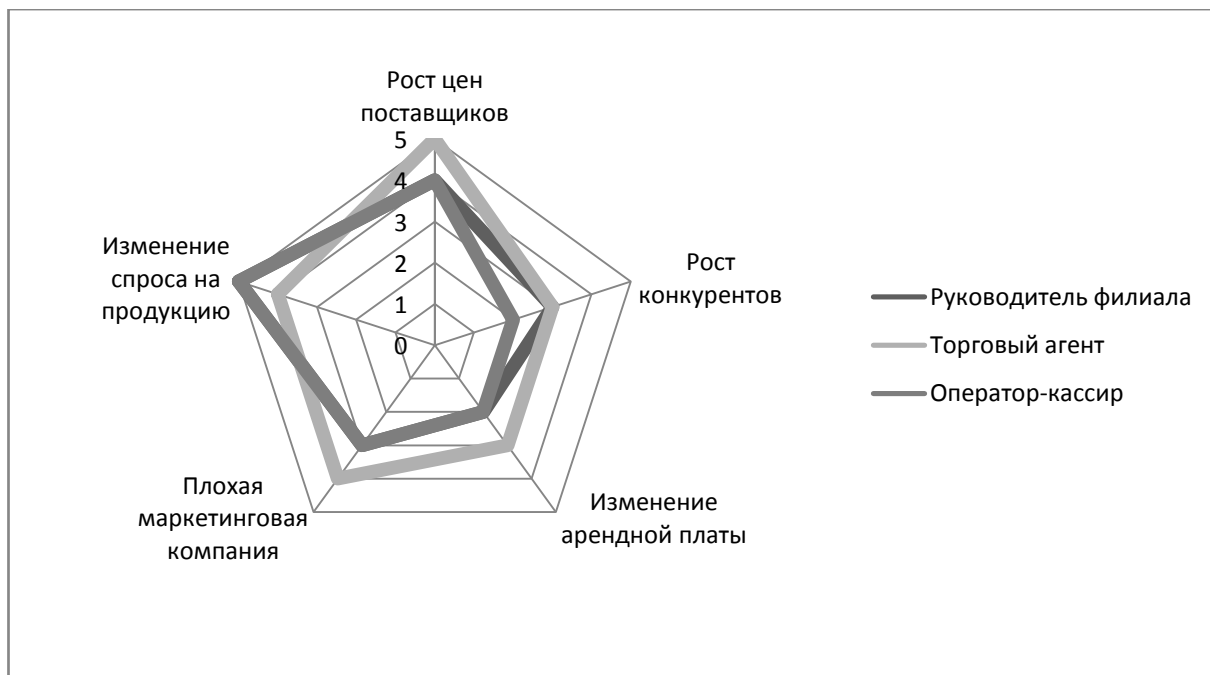 Рост цен
поставщиков
5
4
3
2
1
0
Рост
конкурентов
Изменение
арендной платы
Плохая
маркетинговая
компания
Изменение
спроса на
продукцию
Руководитель филиала
Торговый агент
Оператор-кассир